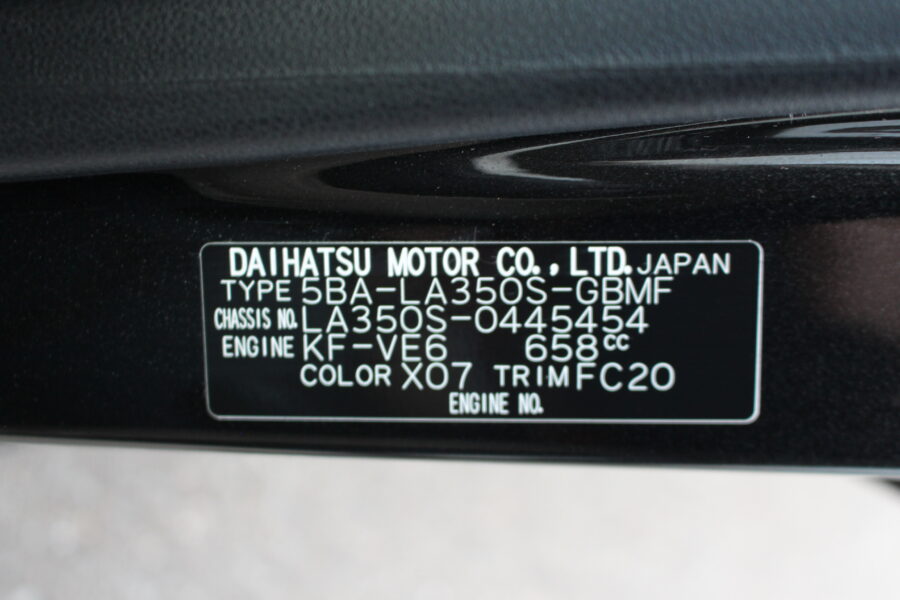 DAIHATSU MOTOR CO., LTD. JAPAN
TYPE 5BA-LA350S-GBMF
CHASSIS NO. LA350S-0445454
ENGINE KF-VE6 658cc
COLOR X07 TRIM FC20
ENGINE NO.